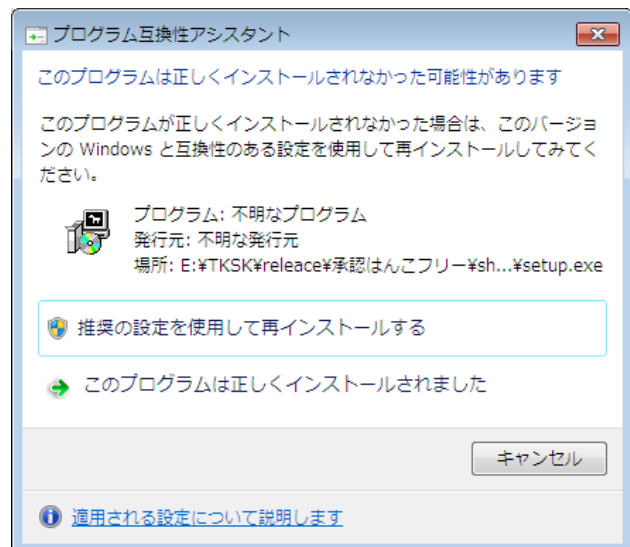 プログラム互換性アシスタント
このプログラムは正しくインストールされなかった可能性があります
このプログラムが正しくインストールされなかった場合は、このバージョ
ンの Windows と互換性のある設定を使用して再インストールしてみてく
ださい。
プログラム: 不明なプログラム
発行元: 不明な発行元
場所: E:¥TKSK¥releace¥承認はんこフリー¥sh...¥setup.exe
推奨の設定を使用して再インストールする
このプログラムは正しくインストールされました
キャンセル
適用される設定について説明します